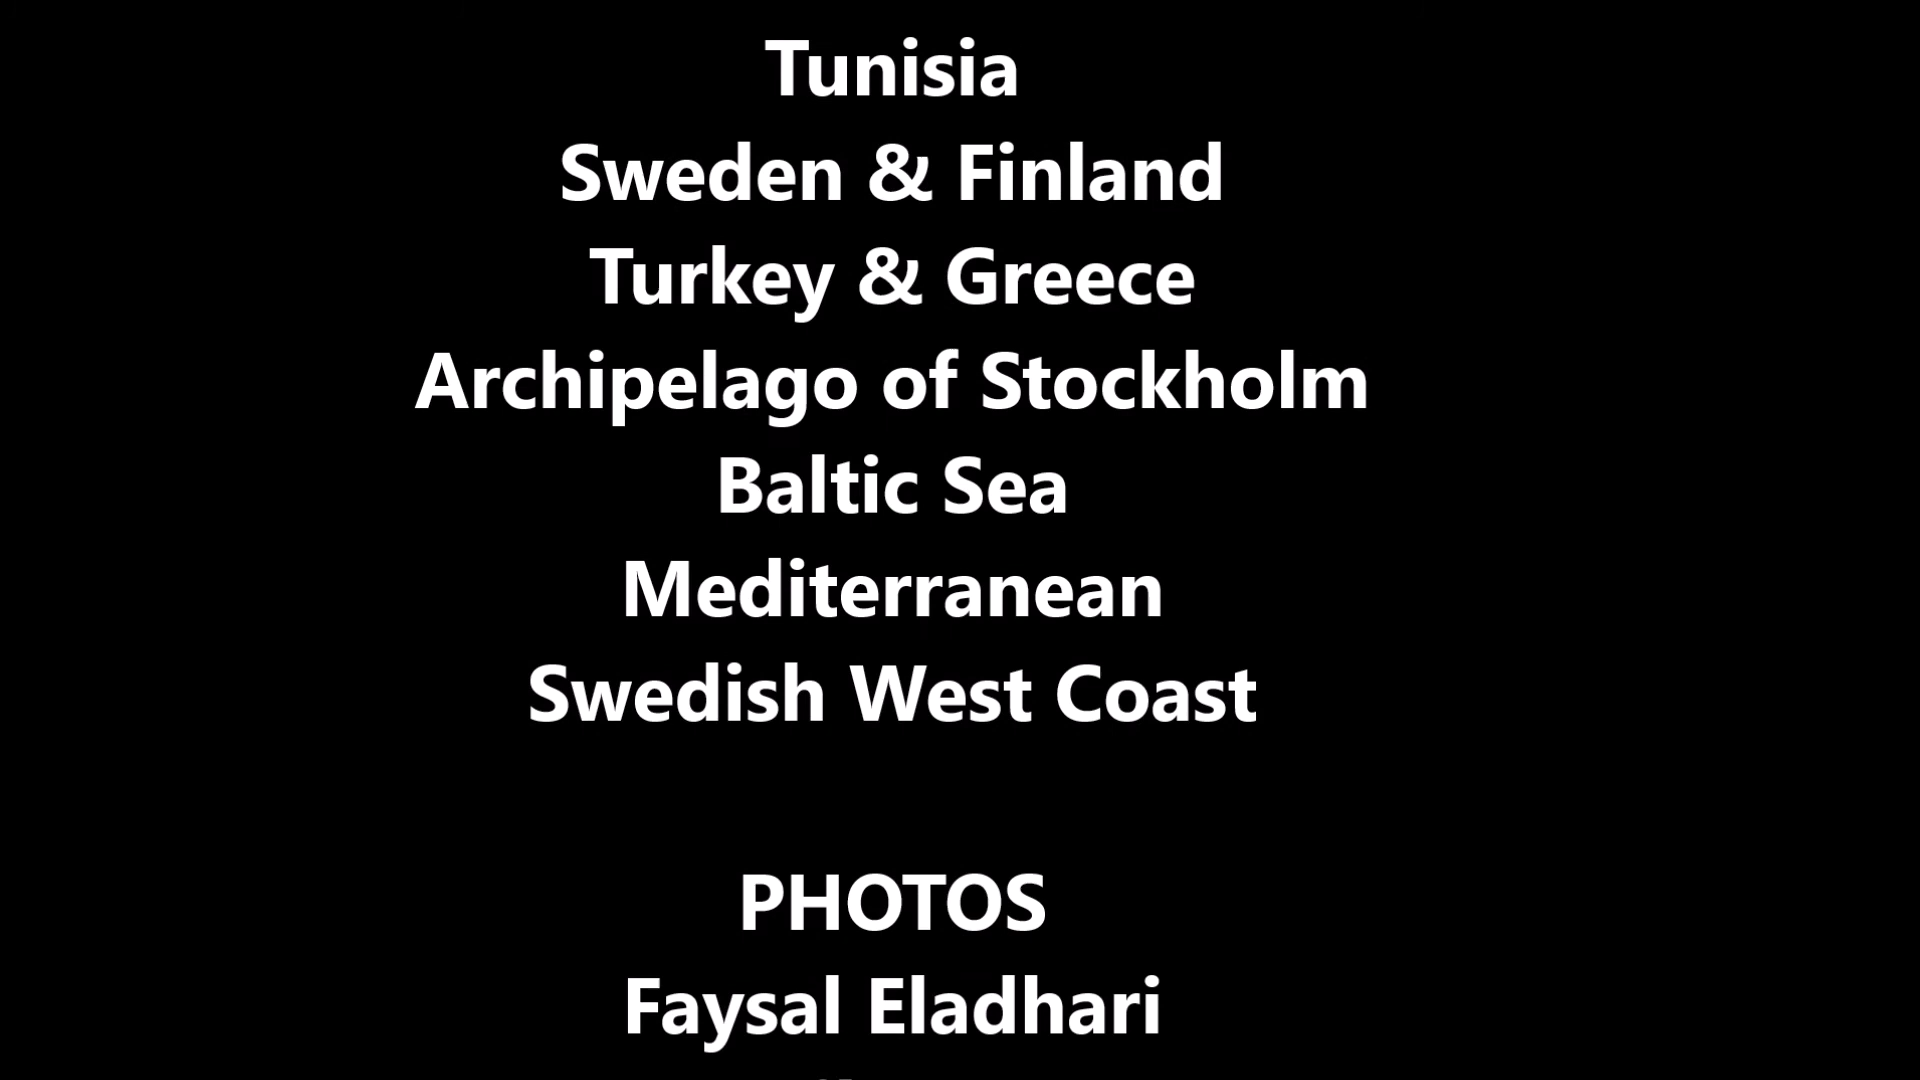 Tunisia
Sweden & Finland
Turkey & Greece
Archipelago of Stockholm
Baltic Sea
Mediterranean
Swedish West Coast
PHOTOS
Faysal Eladhari